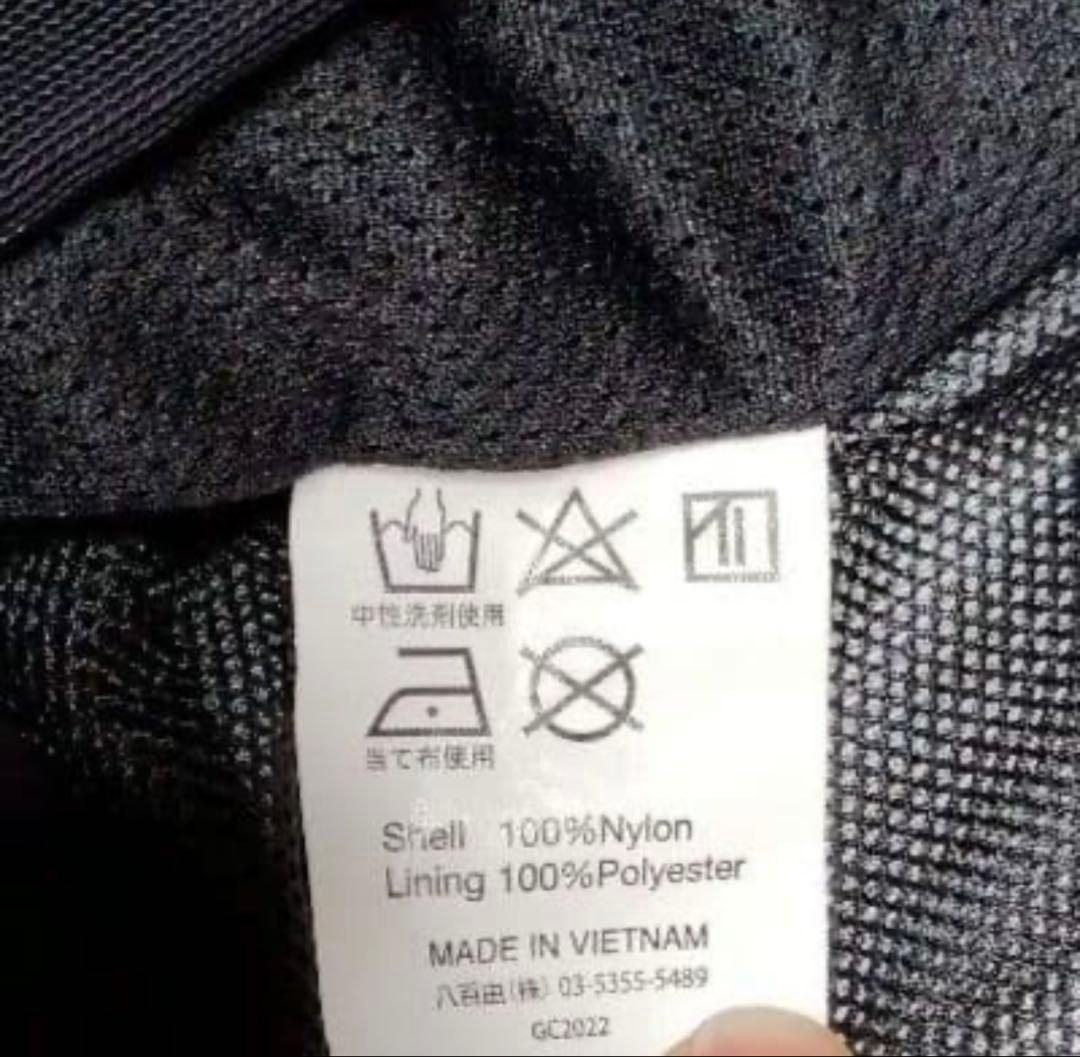 中性洗剤使用
当て布使用
Shell 100%Nylon
Lining 100%Polyester
MADE IN VIETNAM
八百由(株) 03-5355-5489
GC2022